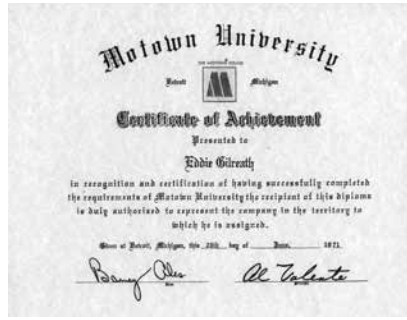 Motown University
Detroit Michigan
Certificate of Achievement
Presented to
Eddie Gilreath
in recognition and certification of having successfully completed
the requirements of Motown University the recipient of this diploma
is duly authorized to represent the company in the territory to
which he is assigned.
Given at Detroit, Michigan, this day of June, 1971
Barney Ales Al Valente